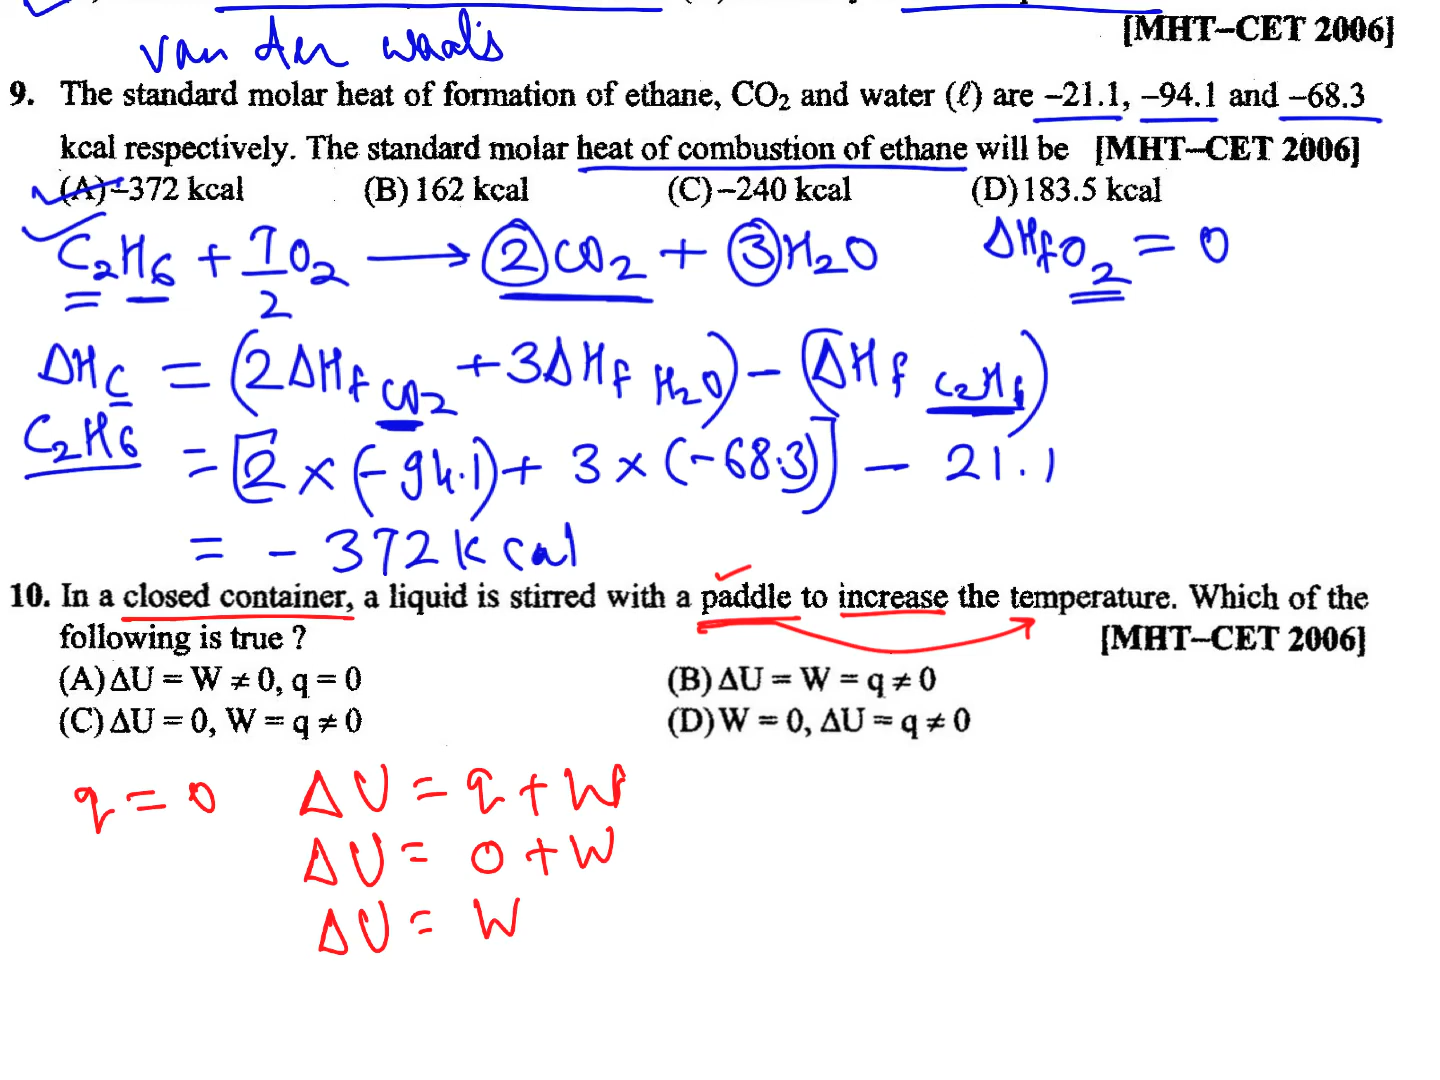 [MHT–CET 2006]
van der waals
9. The standard molar heat of formation of ethane, CO₂ and water (ℓ) are –21.1, –94.1 and –68.3
kcal respectively. The standard molar heat of combustion of ethane will be [MHT–CET 2006]
(A) –372 kcal (B) 162 kcal (C) –240 kcal (D) 183.5 kcal
C₂H₆ + 7/2 O₂ → 2CO₂ + 3H₂O ΔHf O₂ = 0
ΔHc C₂H₆ = (2ΔHf CO₂ + 3ΔHf H₂O) – (ΔHf C₂H₆)
= [2 × (–94.1) + 3 × (–68.3)] – 21.1
= – 372 kcal
10. In a closed container, a liquid is stirred with a paddle to increase the temperature. Which of the
following is true ? [MHT–CET 2006]
(A) ΔU = W ≠ 0, q = 0 (B) ΔU = W = q ≠ 0
(C) ΔU = 0, W = q ≠ 0 (D) W = 0, ΔU = q ≠ 0
q = 0 ΔU = q + W
ΔU = 0 + W
ΔU = W